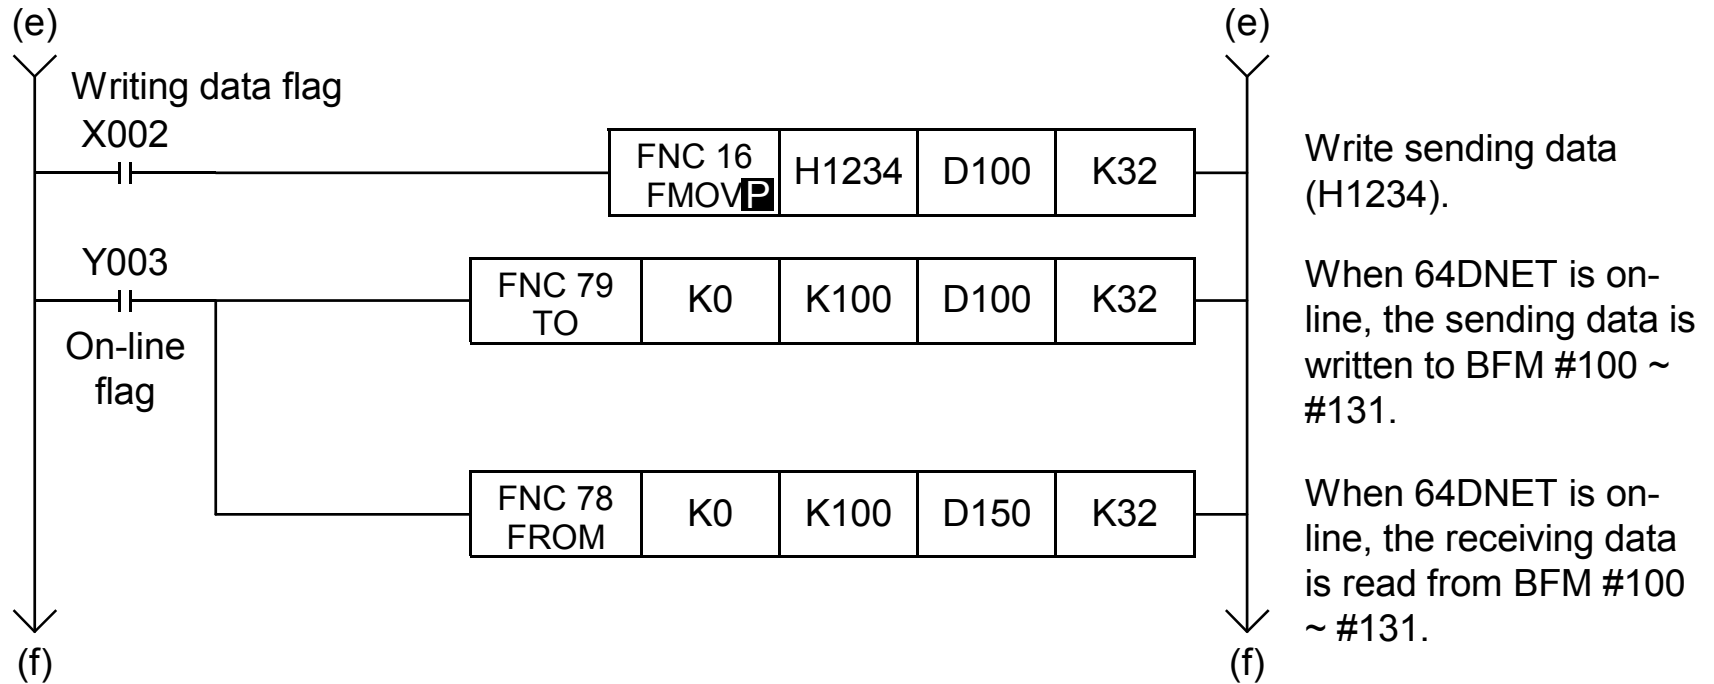 (e) (e)
Writing data flag
X002
FNC 16
FMOVP H1234 D100 K32
Write sending data
(H1234).
Y003
On-line
flag
FNC 79
TO K0 K100 D100 K32
When 64DNET is on-
line, the sending data is
written to BFM #100 ~
#131.
FNC 78
FROM K0 K100 D150 K32
When 64DNET is on-
line, the receiving data
is read from BFM #100
~ #131.
(f) (f)